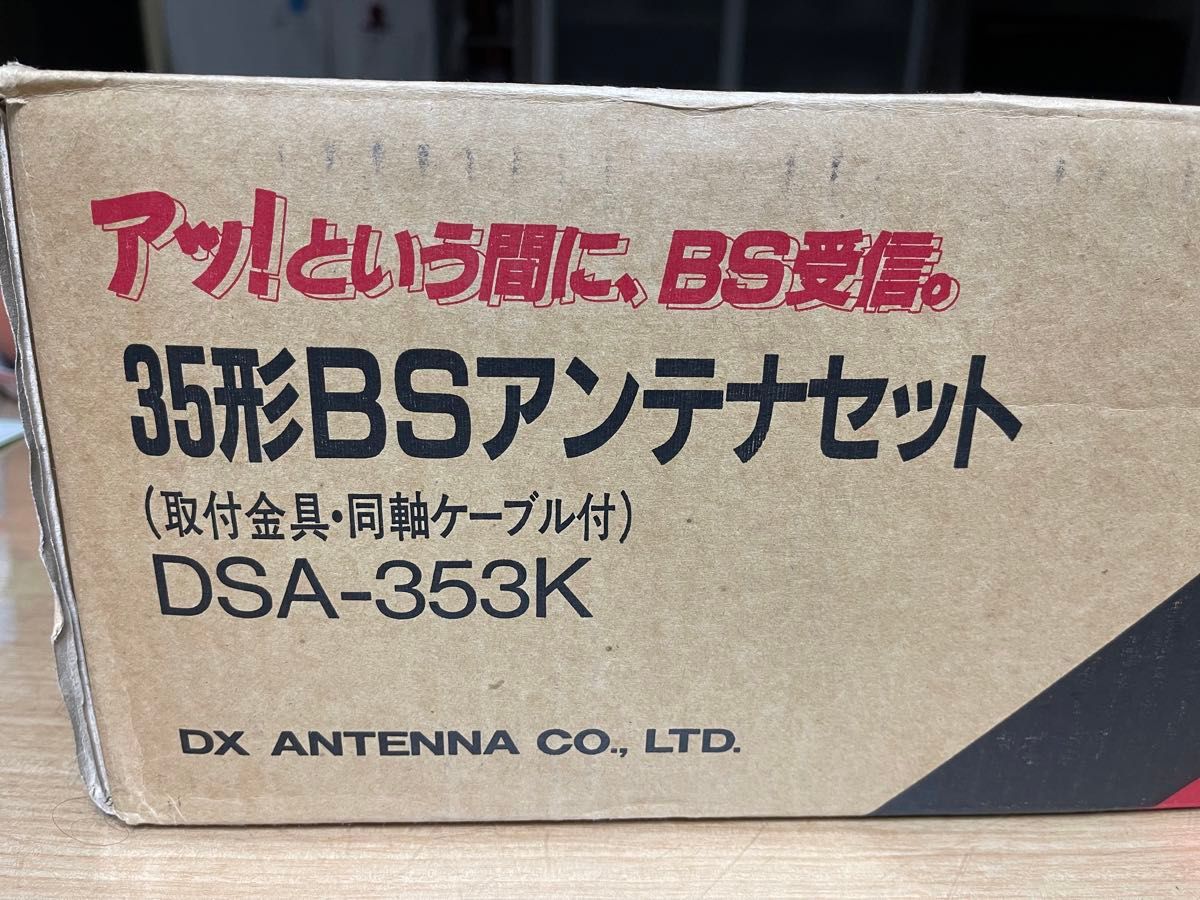 アッ!という間に、BS受信。
35形BSアンテナセット
(取付金具・同軸ケーブル付)
DSA-353K
DX ANTENNA CO., LTD.